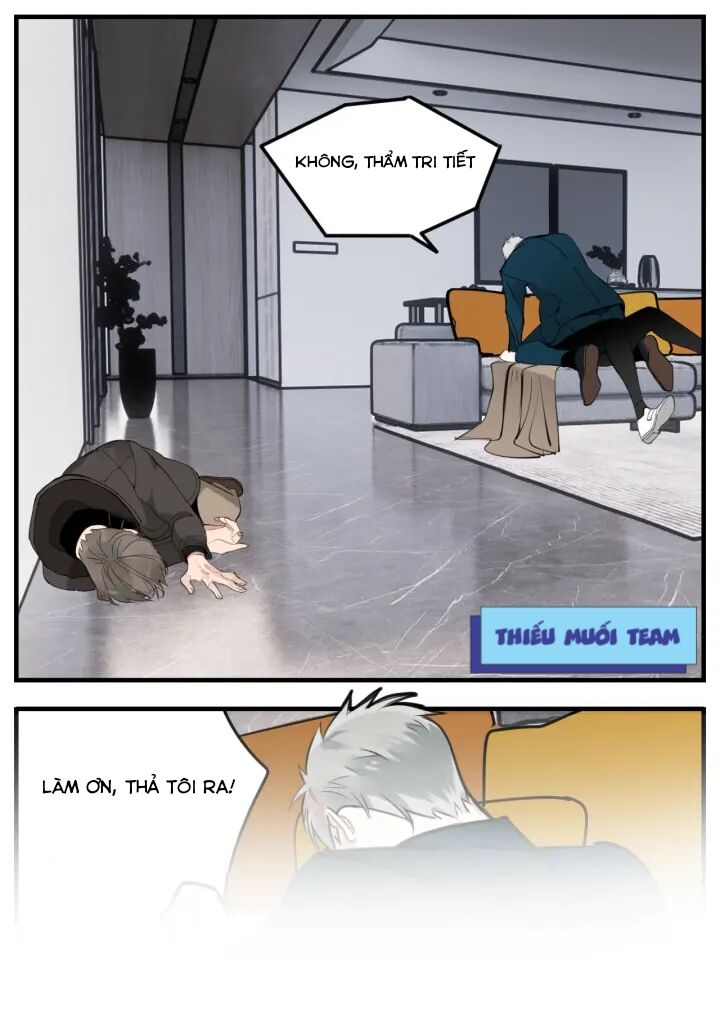 KHÔNG, THẨM TRI TIẾT
THIẾU MUỐI TEAM
LÀM ƠN, THẢ TÔI RA!